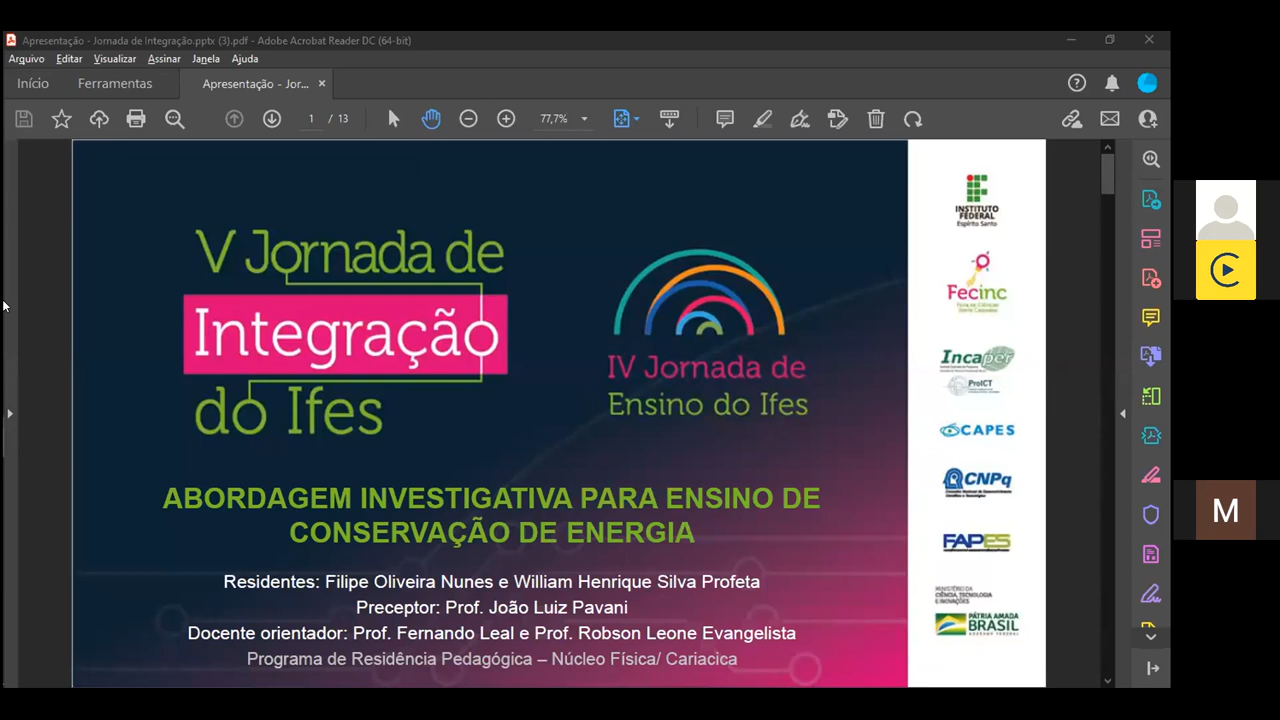 Apresentação - Jornada de Integração.pptx (3).pdf - Adobe Acrobat Reader DC (64-bit)
Arquivo Editar Visualizar Assinar Janela Ajuda
Início Ferramentas Apresentação - Jor...
1 / 13 77,7%
V Jornada de
Integração
do Ifes
IV Jornada de
Ensino do Ifes
ABORDAGEM INVESTIGATIVA PARA ENSINO DE
CONSERVAÇÃO DE ENERGIA
Residentes: Filipe Oliveira Nunes e William Henrique Silva Profeta
Preceptor: Prof. João Luiz Pavani
Docente orientador: Prof. Fernando Leal e Prof. Robson Leone Evangelista
Programa de Residência Pedagógica – Núcleo Física/ Cariacica
INSTITUTO
FEDERAL
Espírito Santo
Fecinc
Incaper
ProICT
CAPES
CNPq
FAPES
MINISTÉRIO DA
CIÊNCIA, TECNOLOGIA
E INOVAÇÕES
PÁTRIA AMADA
BRASIL
M